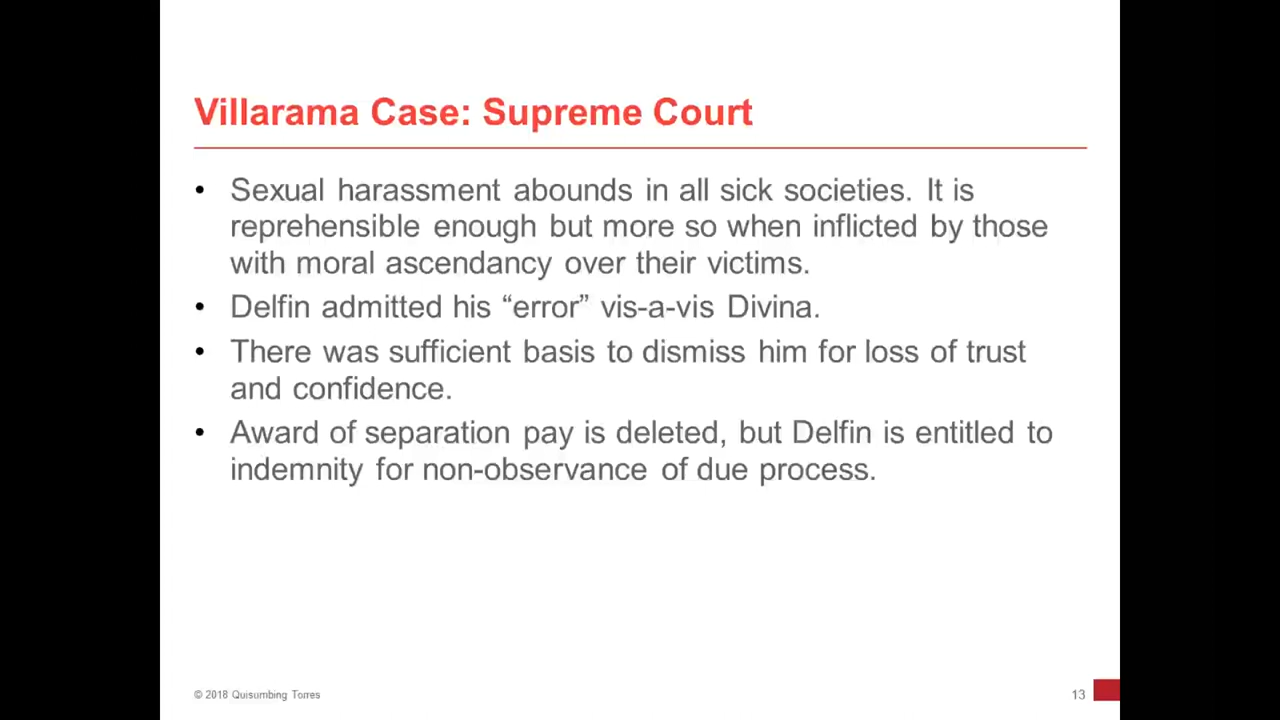 Villarama Case: Supreme Court
• Sexual harassment abounds in all sick societies. It is
reprehensible enough but more so when inflicted by those
with moral ascendancy over their victims.
• Delfin admitted his “error” vis-a-vis Divina.
• There was sufficient basis to dismiss him for loss of trust
and confidence.
• Award of separation pay is deleted, but Delfin is entitled to
indemnity for non-observance of due process.
© 2018 Quisumbing Torres
13